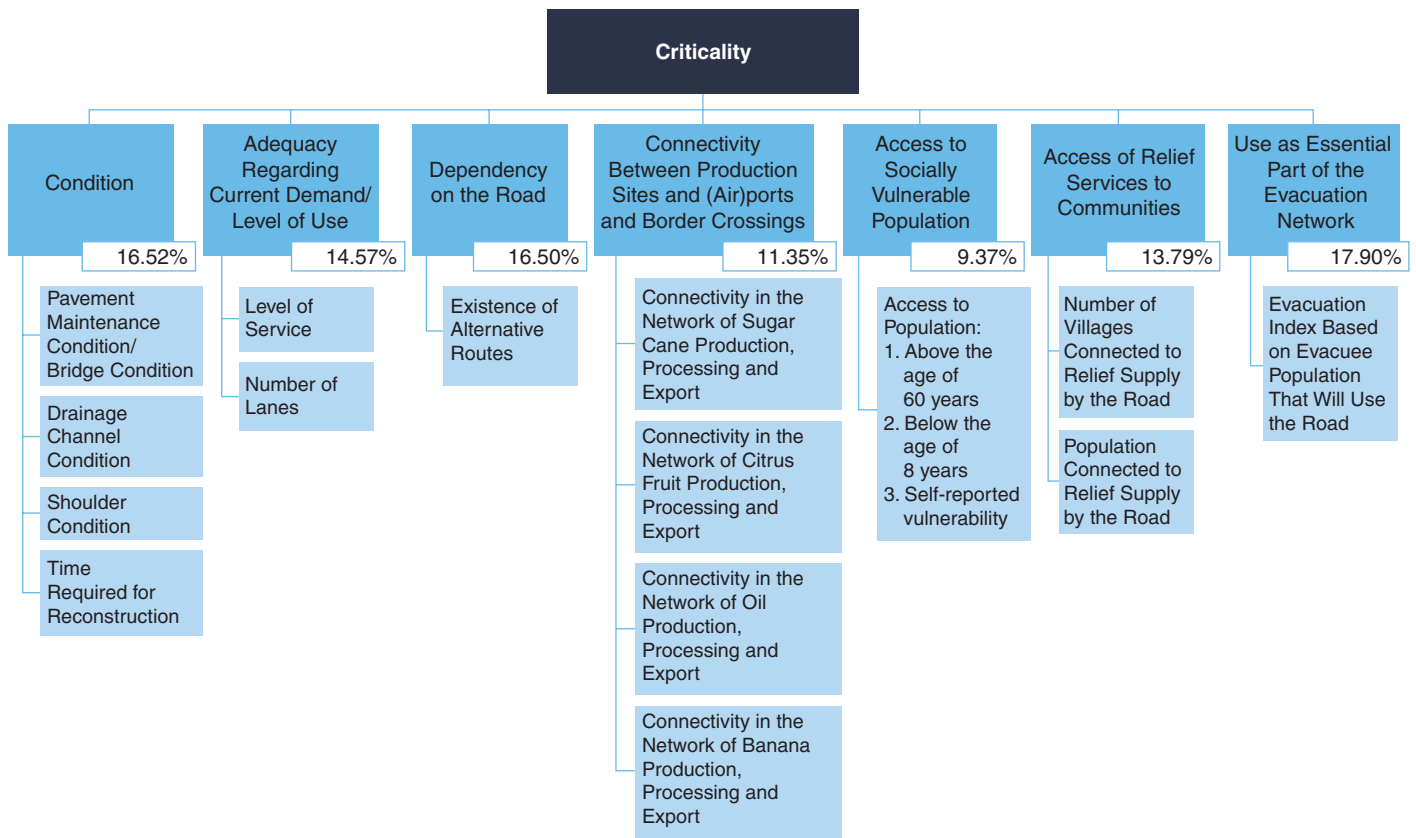 Criticality
Condition
16.52%
Pavement
Maintenance
Condition/
Bridge Condition
Drainage
Channel
Condition
Shoulder
Condition
Time
Required for
Reconstruction
Adequacy
Regarding
Current Demand/
Level of Use
14.57%
Level of
Service
Number of
Lanes
Dependency
on the Road
16.50%
Existence of
Alternative
Routes
Connectivity
Between Production
Sites and (Air)ports
and Border Crossings
11.35%
Connectivity in the
Network of Sugar
Cane Production,
Processing and
Export
Connectivity in the
Network of Citrus
Fruit Production,
Processing and
Export
Connectivity in the
Network of Oil
Production,
Processing and
Export
Connectivity in the
Network of Banana
Production,
Processing and
Export
Access to
Socially
Vulnerable
Population
9.37%
Access to
Population:
1. Above the
age of
60 years
2. Below the
age of
8 years
3. Self-reported
vulnerability
Access of Relief
Services to
Communities
13.79%
Number of
Villages
Connected to
Relief Supply
by the Road
Population
Connected to
Relief Supply
by the Road
Use as Essential
Part of the
Evacuation
Network
17.90%
Evacuation
Index Based
on Evacuee
Population
That Will Use
the Road